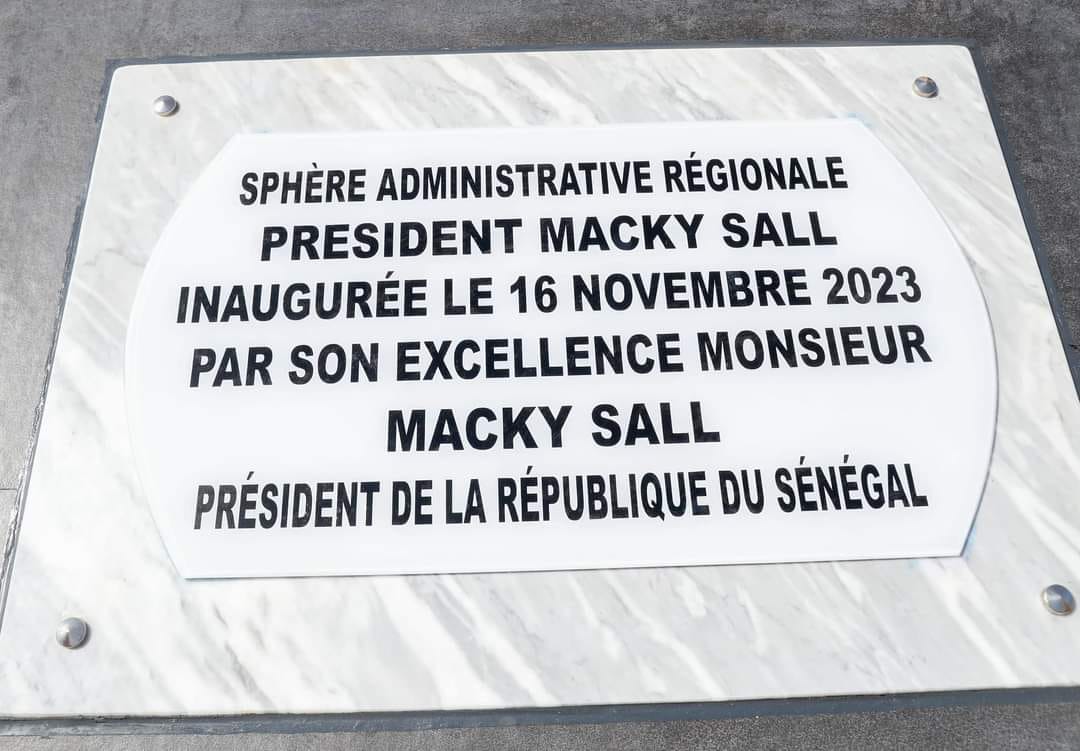 SPHÈRE ADMINISTRATIVE RÉGIONALE
PRESIDENT MACKY SALL
INAUGURÉE LE 16 NOVEMBRE 2023
PAR SON EXCELLENCE MONSIEUR
MACKY SALL
PRÉSIDENT DE LA RÉPUBLIQUE DU SÉNÉGAL